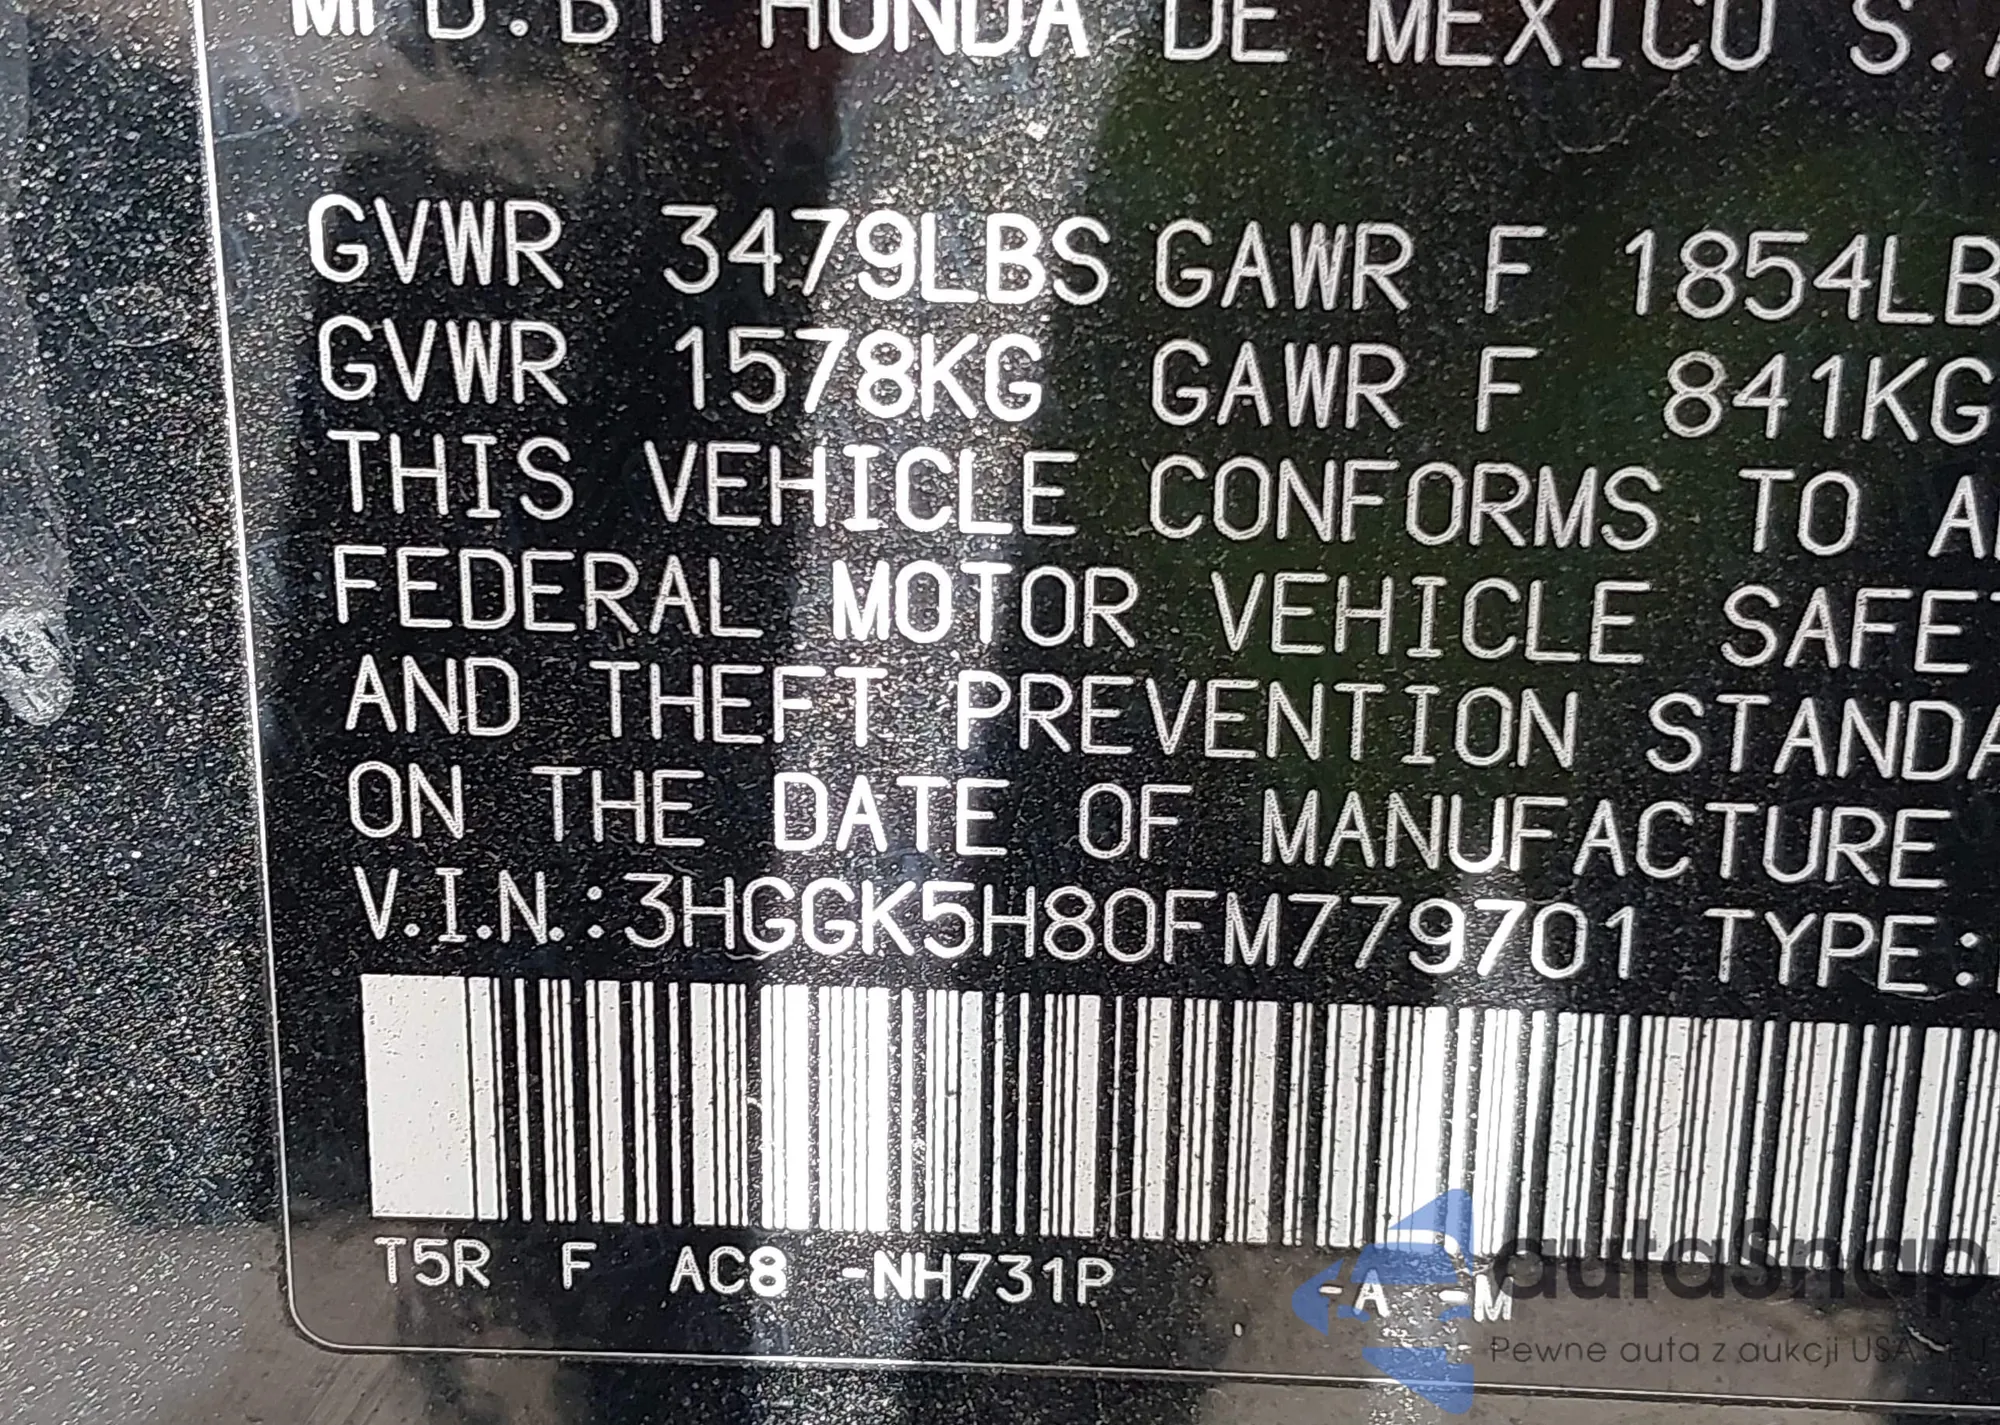 MFD.BY HONDA DE MEXICO S.A
GVWR 3479LBS GAWR F 1854LB
GVWR 1578KG GAWR F 841KG
THIS VEHICLE CONFORMS TO A
FEDERAL MOTOR VEHICLE SAFET
AND THEFT PREVENTION STANDA
ON THE DATE OF MANUFACTURE
V.I.N.:3HGGK5H80FM779701 TYPE:
T5R F AC8 -NH731P -A -M
autaSnap
Pewne auta z aukcji USA